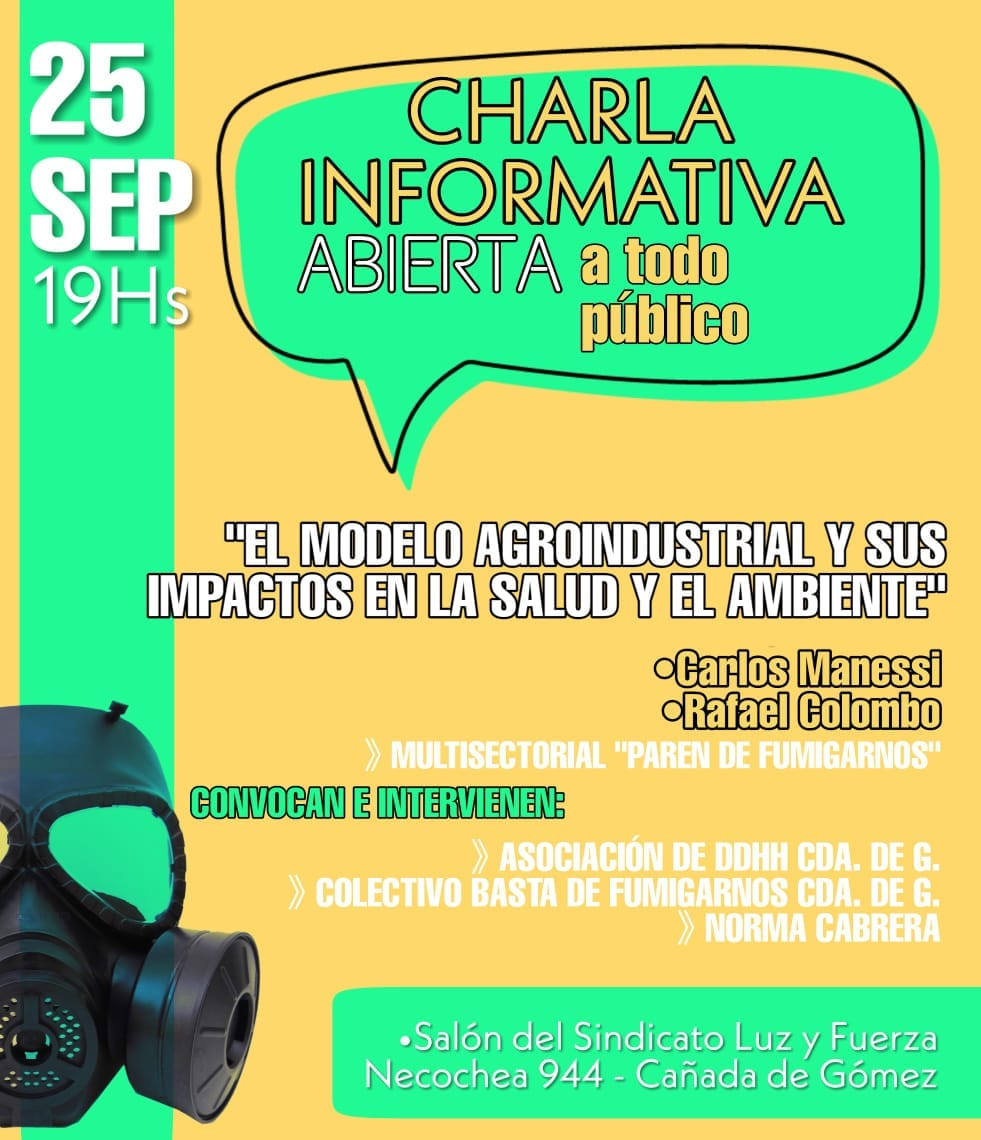 25
SEP
19Hs
CHARLA
INFORMATIVA
ABIERTA a todo
público
"EL MODELO AGROINDUSTRIAL Y SUS
IMPACTOS EN LA SALUD Y EL AMBIENTE"
•Carlos Manessi
•Rafael Colombo
》MULTISECTORIAL "PAREN DE FUMIGARNOS"
CONVOCAN E INTERVIENEN:
》ASOCIACIÓN DE DDHH CDA. DE G.
》COLECTIVO BASTA DE FUMIGARNOS CDA. DE G.
》NORMA CABRERA
•Salón del Sindicato Luz y Fuerza
Necochea 944 - Cañada de Gómez